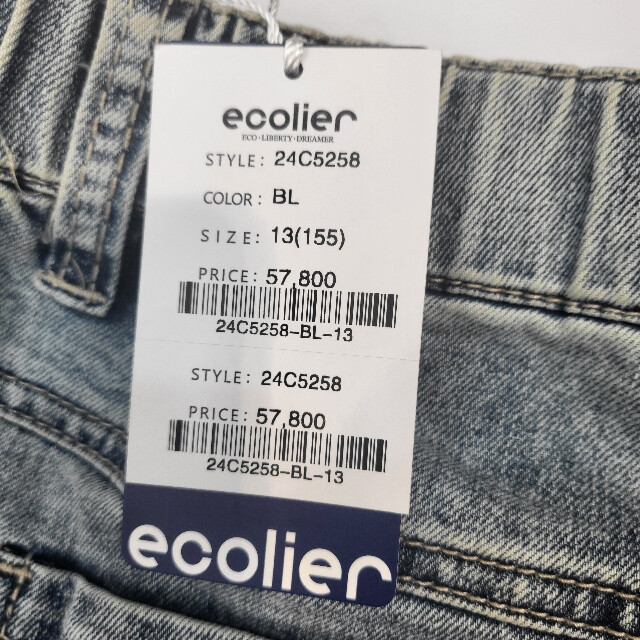 ecolier
ECO · LIBERTY · DREAMER
STYLE: 24C5258
COLOR: BL
SIZE: 13(155)
PRICE: 57,800
24C5258-BL-13
STYLE: 24C5258
PRICE: 57,800
24C5258-BL-13
ecolier